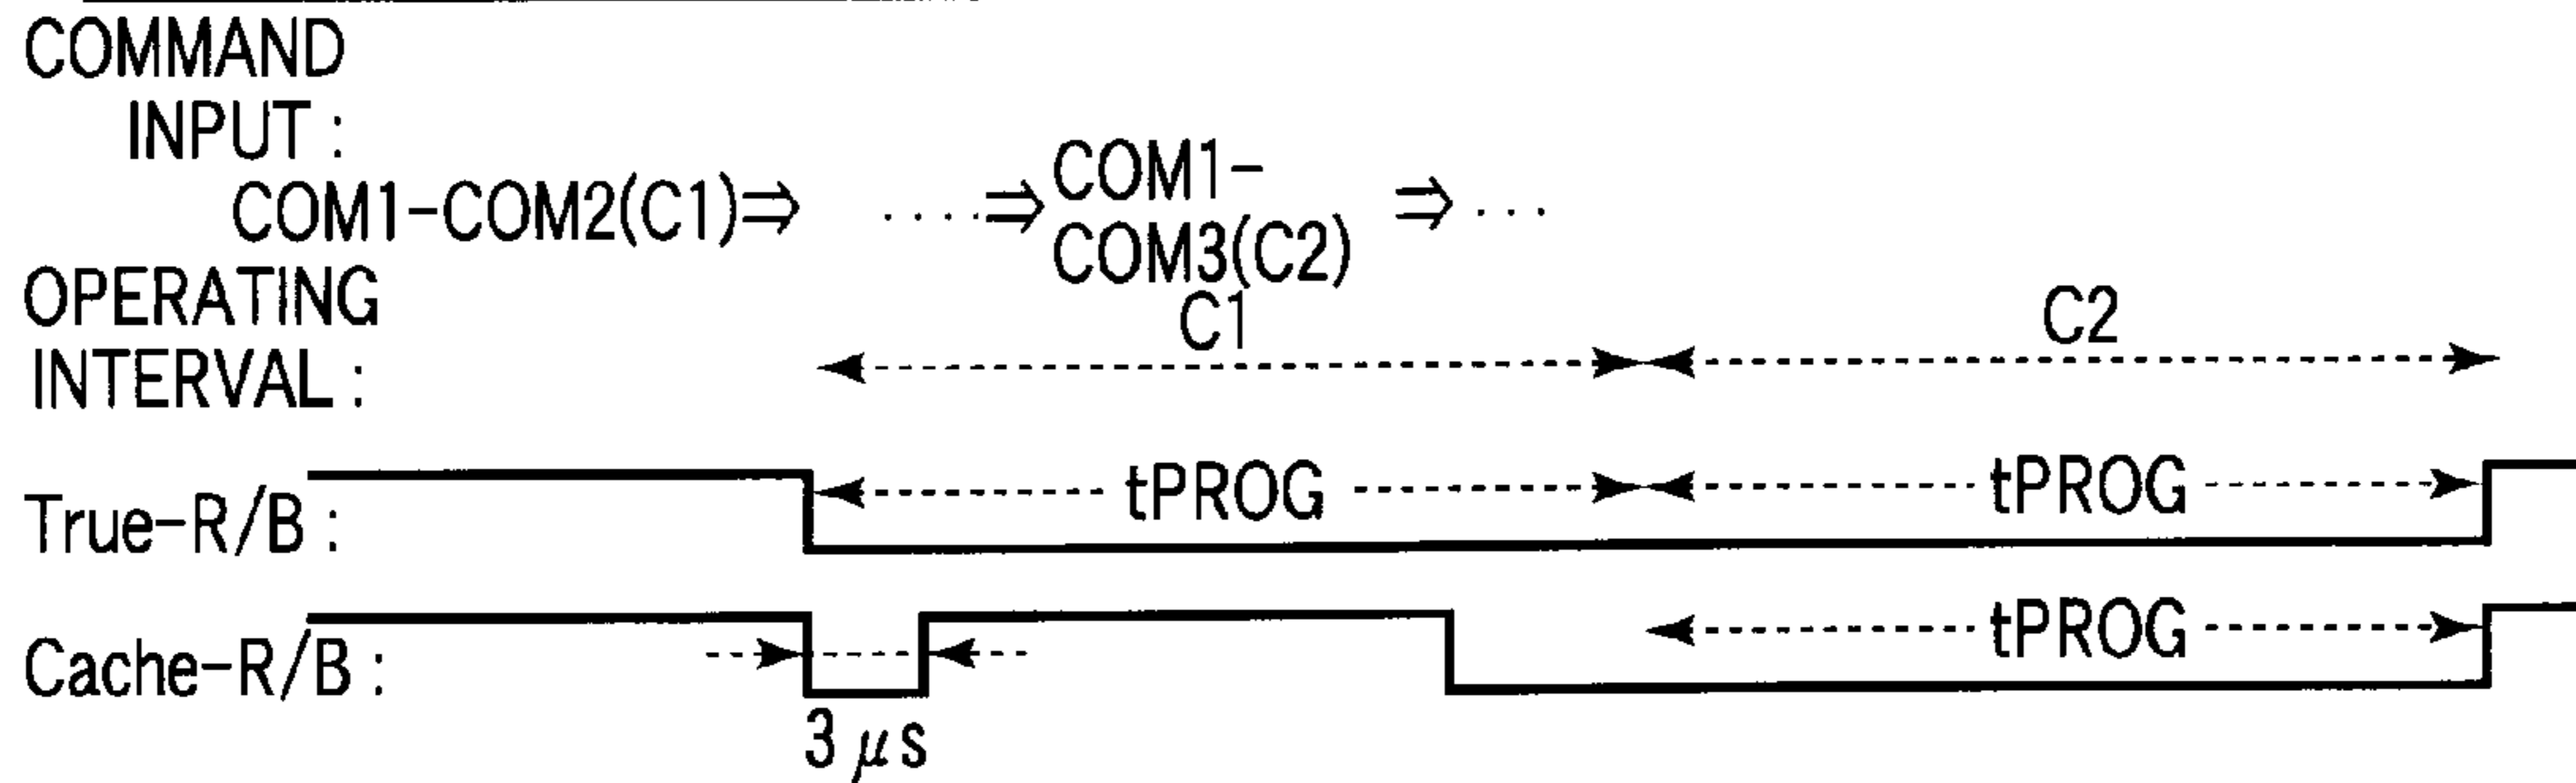 COMMAND
INPUT :
COM1-COM2(C1)⇒ ....⇒ COM1-
COM3(C2) ⇒ ...
OPERATING
INTERVAL :
C1 C2
True-R/B : tPROG tPROG
Cache-R/B : tPROG
3 μs